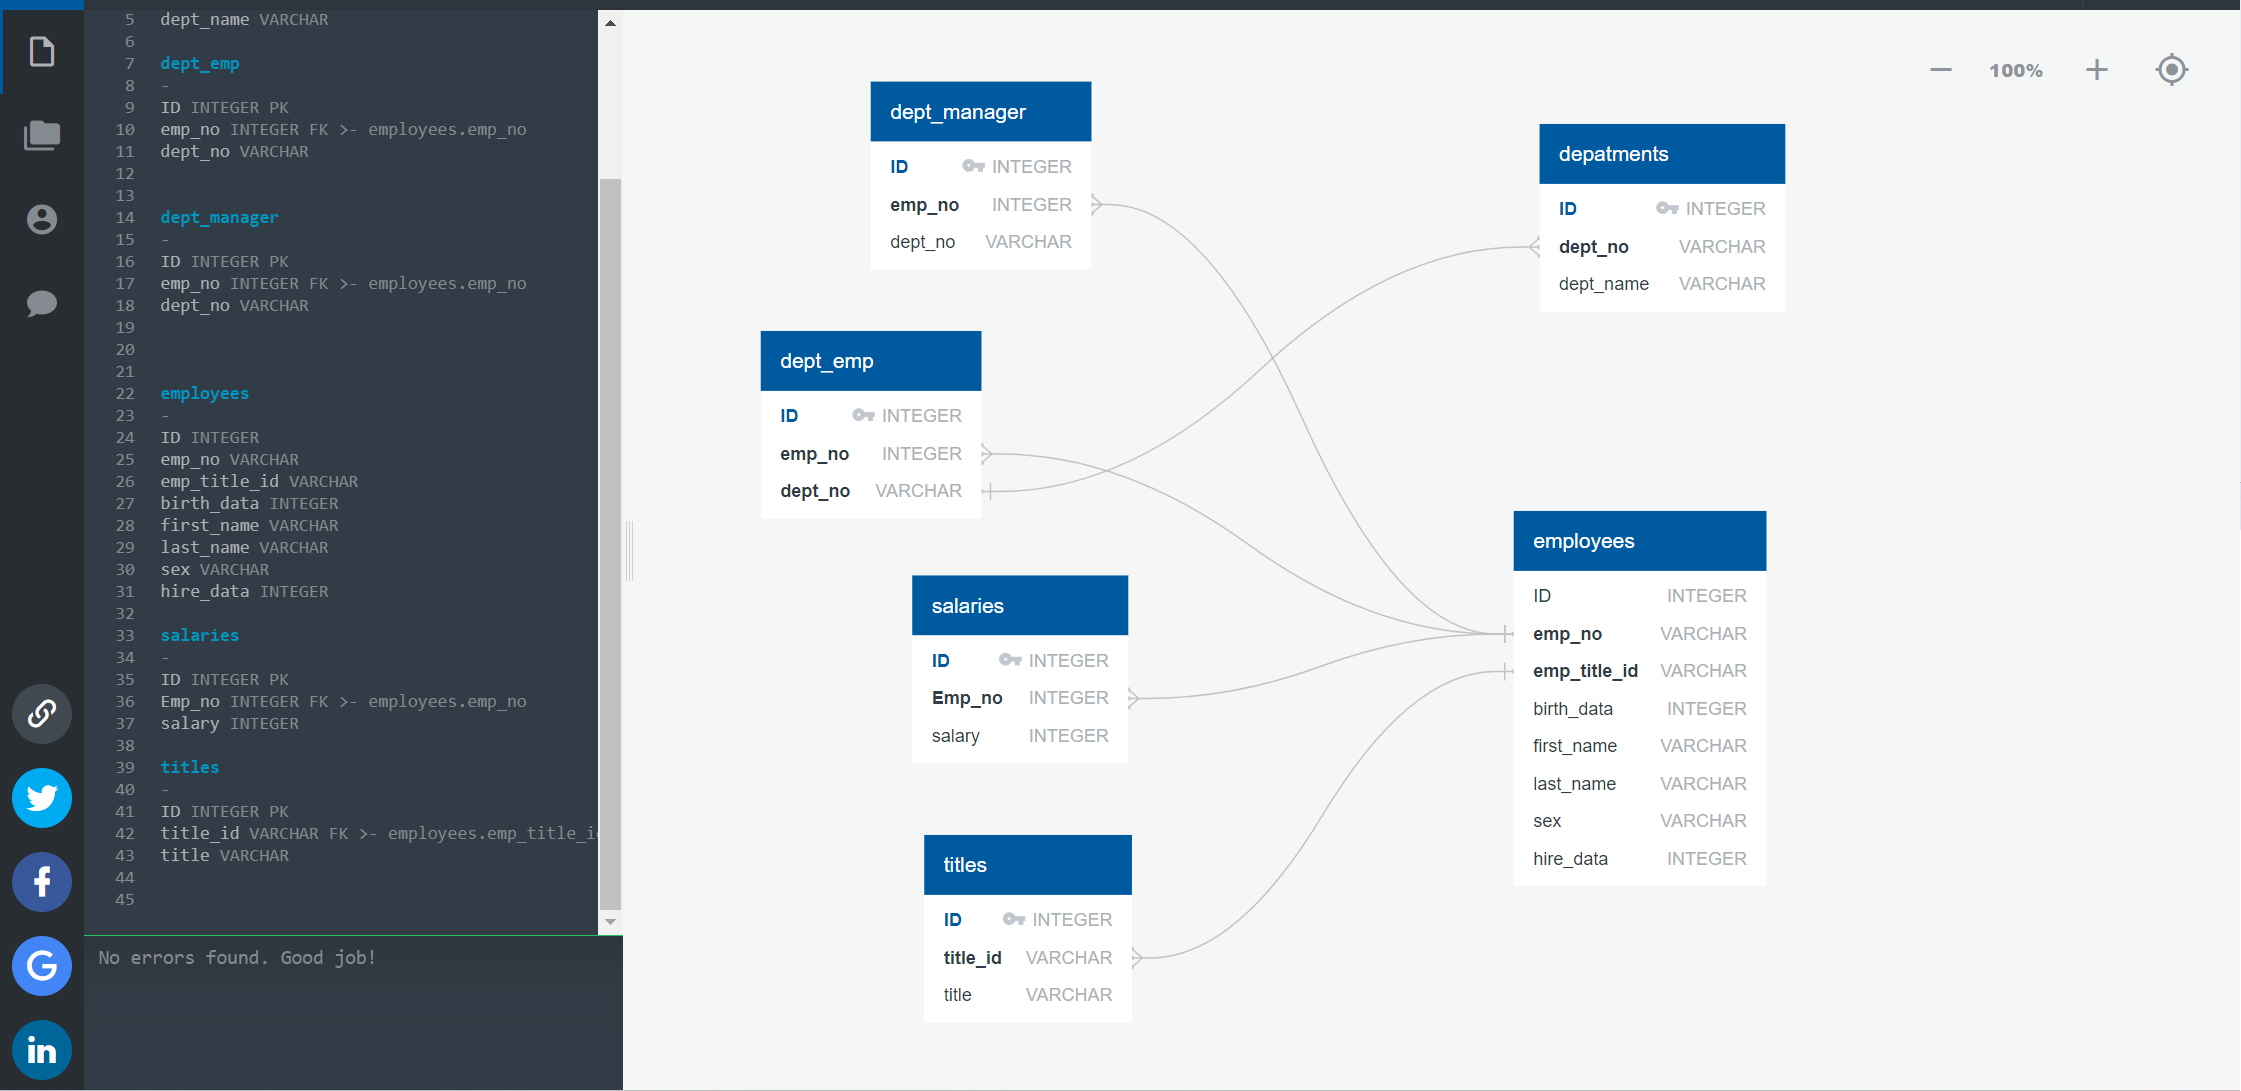 5 dept_name VARCHAR
6
7 dept_emp
8 -
9 ID INTEGER PK
10 emp_no INTEGER FK >- employees.emp_no
11 dept_no VARCHAR
12
13
14 dept_manager
15 -
16 ID INTEGER PK
17 emp_no INTEGER FK >- employees.emp_no
18 dept_no VARCHAR
19
20
21
22 employees
23 -
24 ID INTEGER
25 emp_no VARCHAR
26 emp_title_id VARCHAR
27 birth_data INTEGER
28 first_name VARCHAR
29 last_name VARCHAR
30 sex VARCHAR
31 hire_data INTEGER
32
33 salaries
34 -
35 ID INTEGER PK
36 Emp_no INTEGER FK >- employees.emp_no
37 salary INTEGER
38
39 titles
40 -
41 ID INTEGER PK
42 title_id VARCHAR FK >- employees.emp_title_id
43 title VARCHAR
44
45
No errors found. Good job!
100%
dept_manager
ID INTEGER
emp_no INTEGER
dept_no VARCHAR
depatments
ID INTEGER
dept_no VARCHAR
dept_name VARCHAR
dept_emp
ID INTEGER
emp_no INTEGER
dept_no VARCHAR
employees
ID INTEGER
emp_no VARCHAR
emp_title_id VARCHAR
birth_data INTEGER
first_name VARCHAR
last_name VARCHAR
sex VARCHAR
hire_data INTEGER
salaries
ID INTEGER
Emp_no INTEGER
salary INTEGER
titles
ID INTEGER
title_id VARCHAR
title VARCHAR